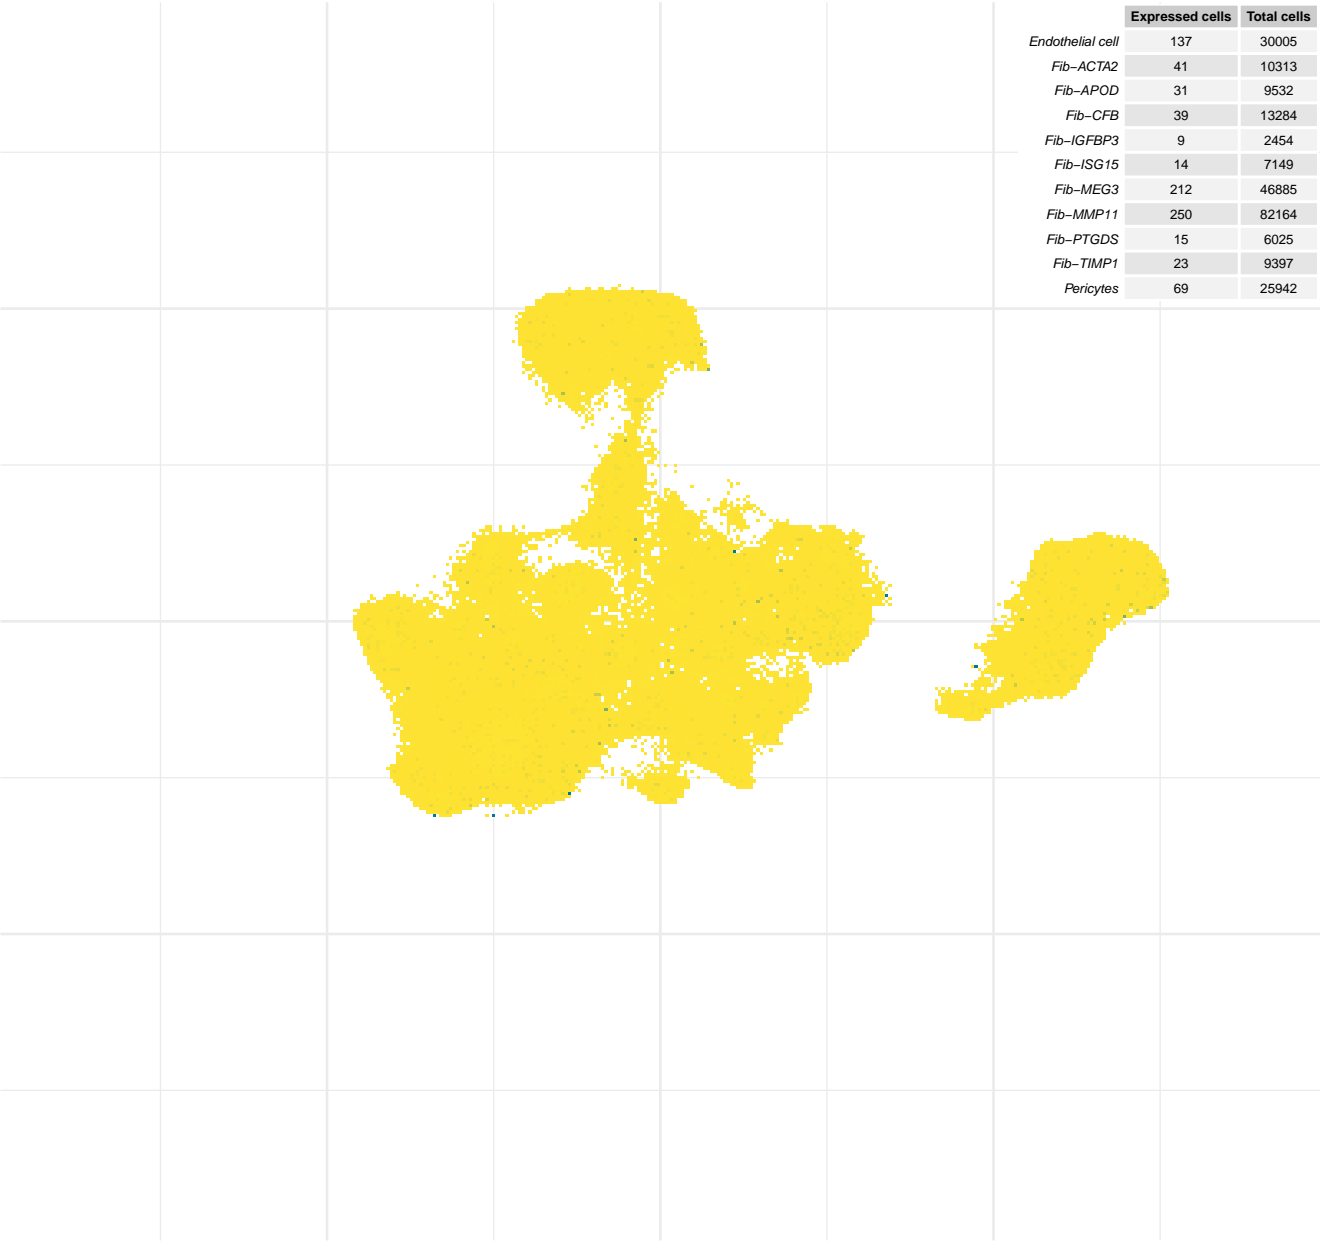 Expressed cells Total cells
Endothelial cell 137 30005
Fib−ACTA2 41 10313
Fib−APOD 31 9532
Fib−CFB 39 13284
Fib−IGFBP3 9 2454
Fib−ISG15 14 7149
Fib−MEG3 212 46885
Fib−MMP11 250 82164
Fib−PTGDS 15 6025
Fib−TIMP1 23 9397
Pericytes 69 25942